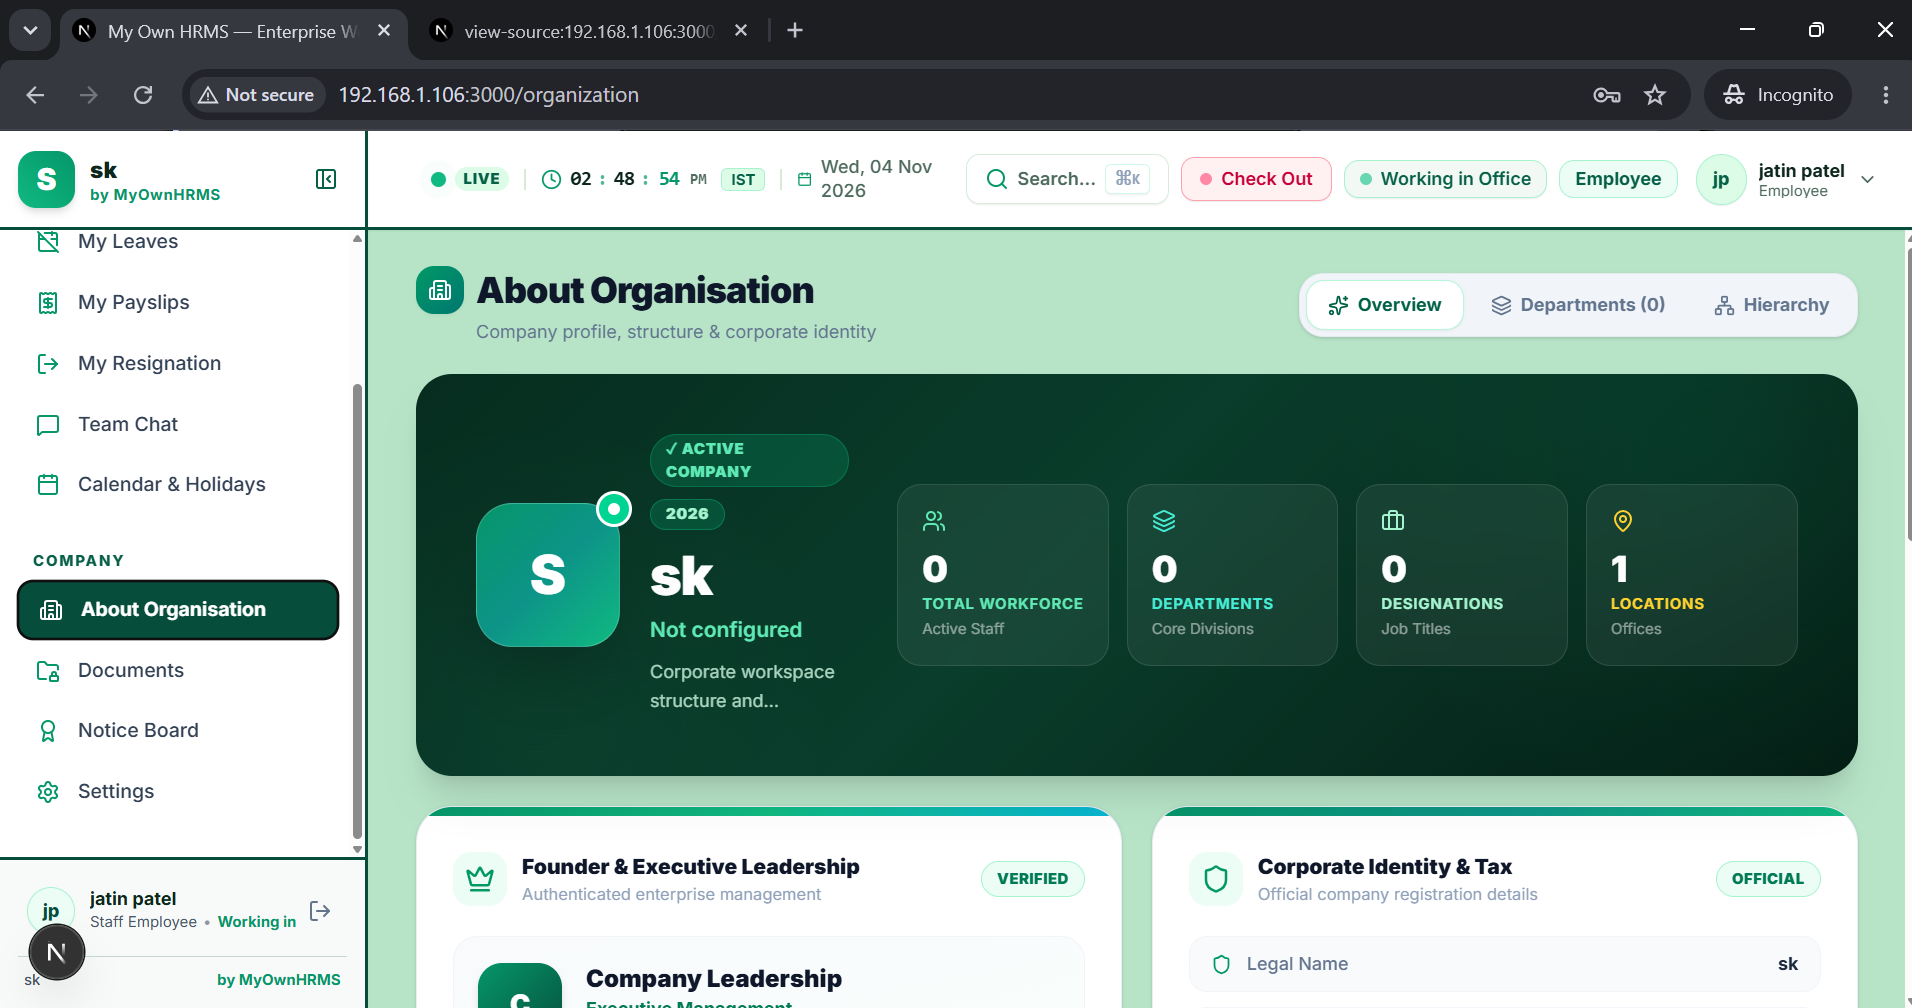 My Own HRMS — Enterprise W
view-source:192.168.1.106:3000
Not secure
192.168.1.106:3000/organization
Incognito
S
sk
by MyOwnHRMS
LIVE
02 : 48 : 54 PM
IST
Wed, 04 Nov
2026
Search...
⌘K
Check Out
Working in Office
Employee
jp
jatin patel
Employee
My Leaves
My Payslips
My Resignation
Team Chat
Calendar & Holidays
COMPANY
About Organisation
Documents
Notice Board
Settings
jp
jatin patel
Staff Employee • Working in
N
sk
by MyOwnHRMS
About Organisation
Company profile, structure & corporate identity
Overview
Departments (0)
Hierarchy
✓ ACTIVE
COMPANY
2026
S
sk
Not configured
Corporate workspace
structure and...
0
TOTAL WORKFORCE
Active Staff
0
DEPARTMENTS
Core Divisions
0
DESIGNATIONS
Job Titles
1
LOCATIONS
Offices
Founder & Executive Leadership
Authenticated enterprise management
VERIFIED
Company Leadership
Executive Management
Corporate Identity & Tax
Official company registration details
OFFICIAL
Legal Name
sk